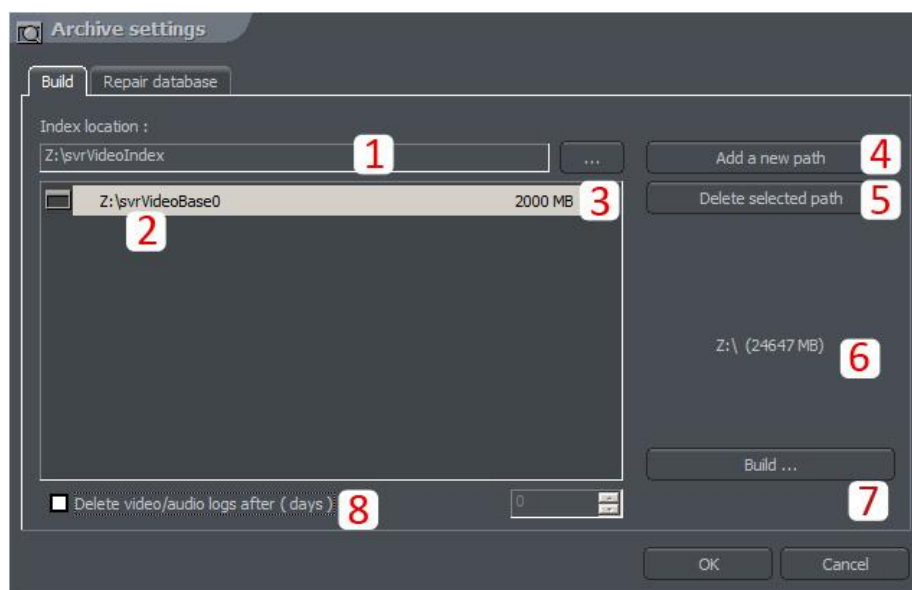 Archive settings
Build Repair database
Index location :
Z:\svrVideoIndex 1 ... Add a new path 4
Z:\svrVideoBase0 2000 MB 3 Delete selected path 5
2
Z:\ (24647 MB) 6
Build ...
7
Delete video/audio logs after ( days ) 8 0
OK Cancel